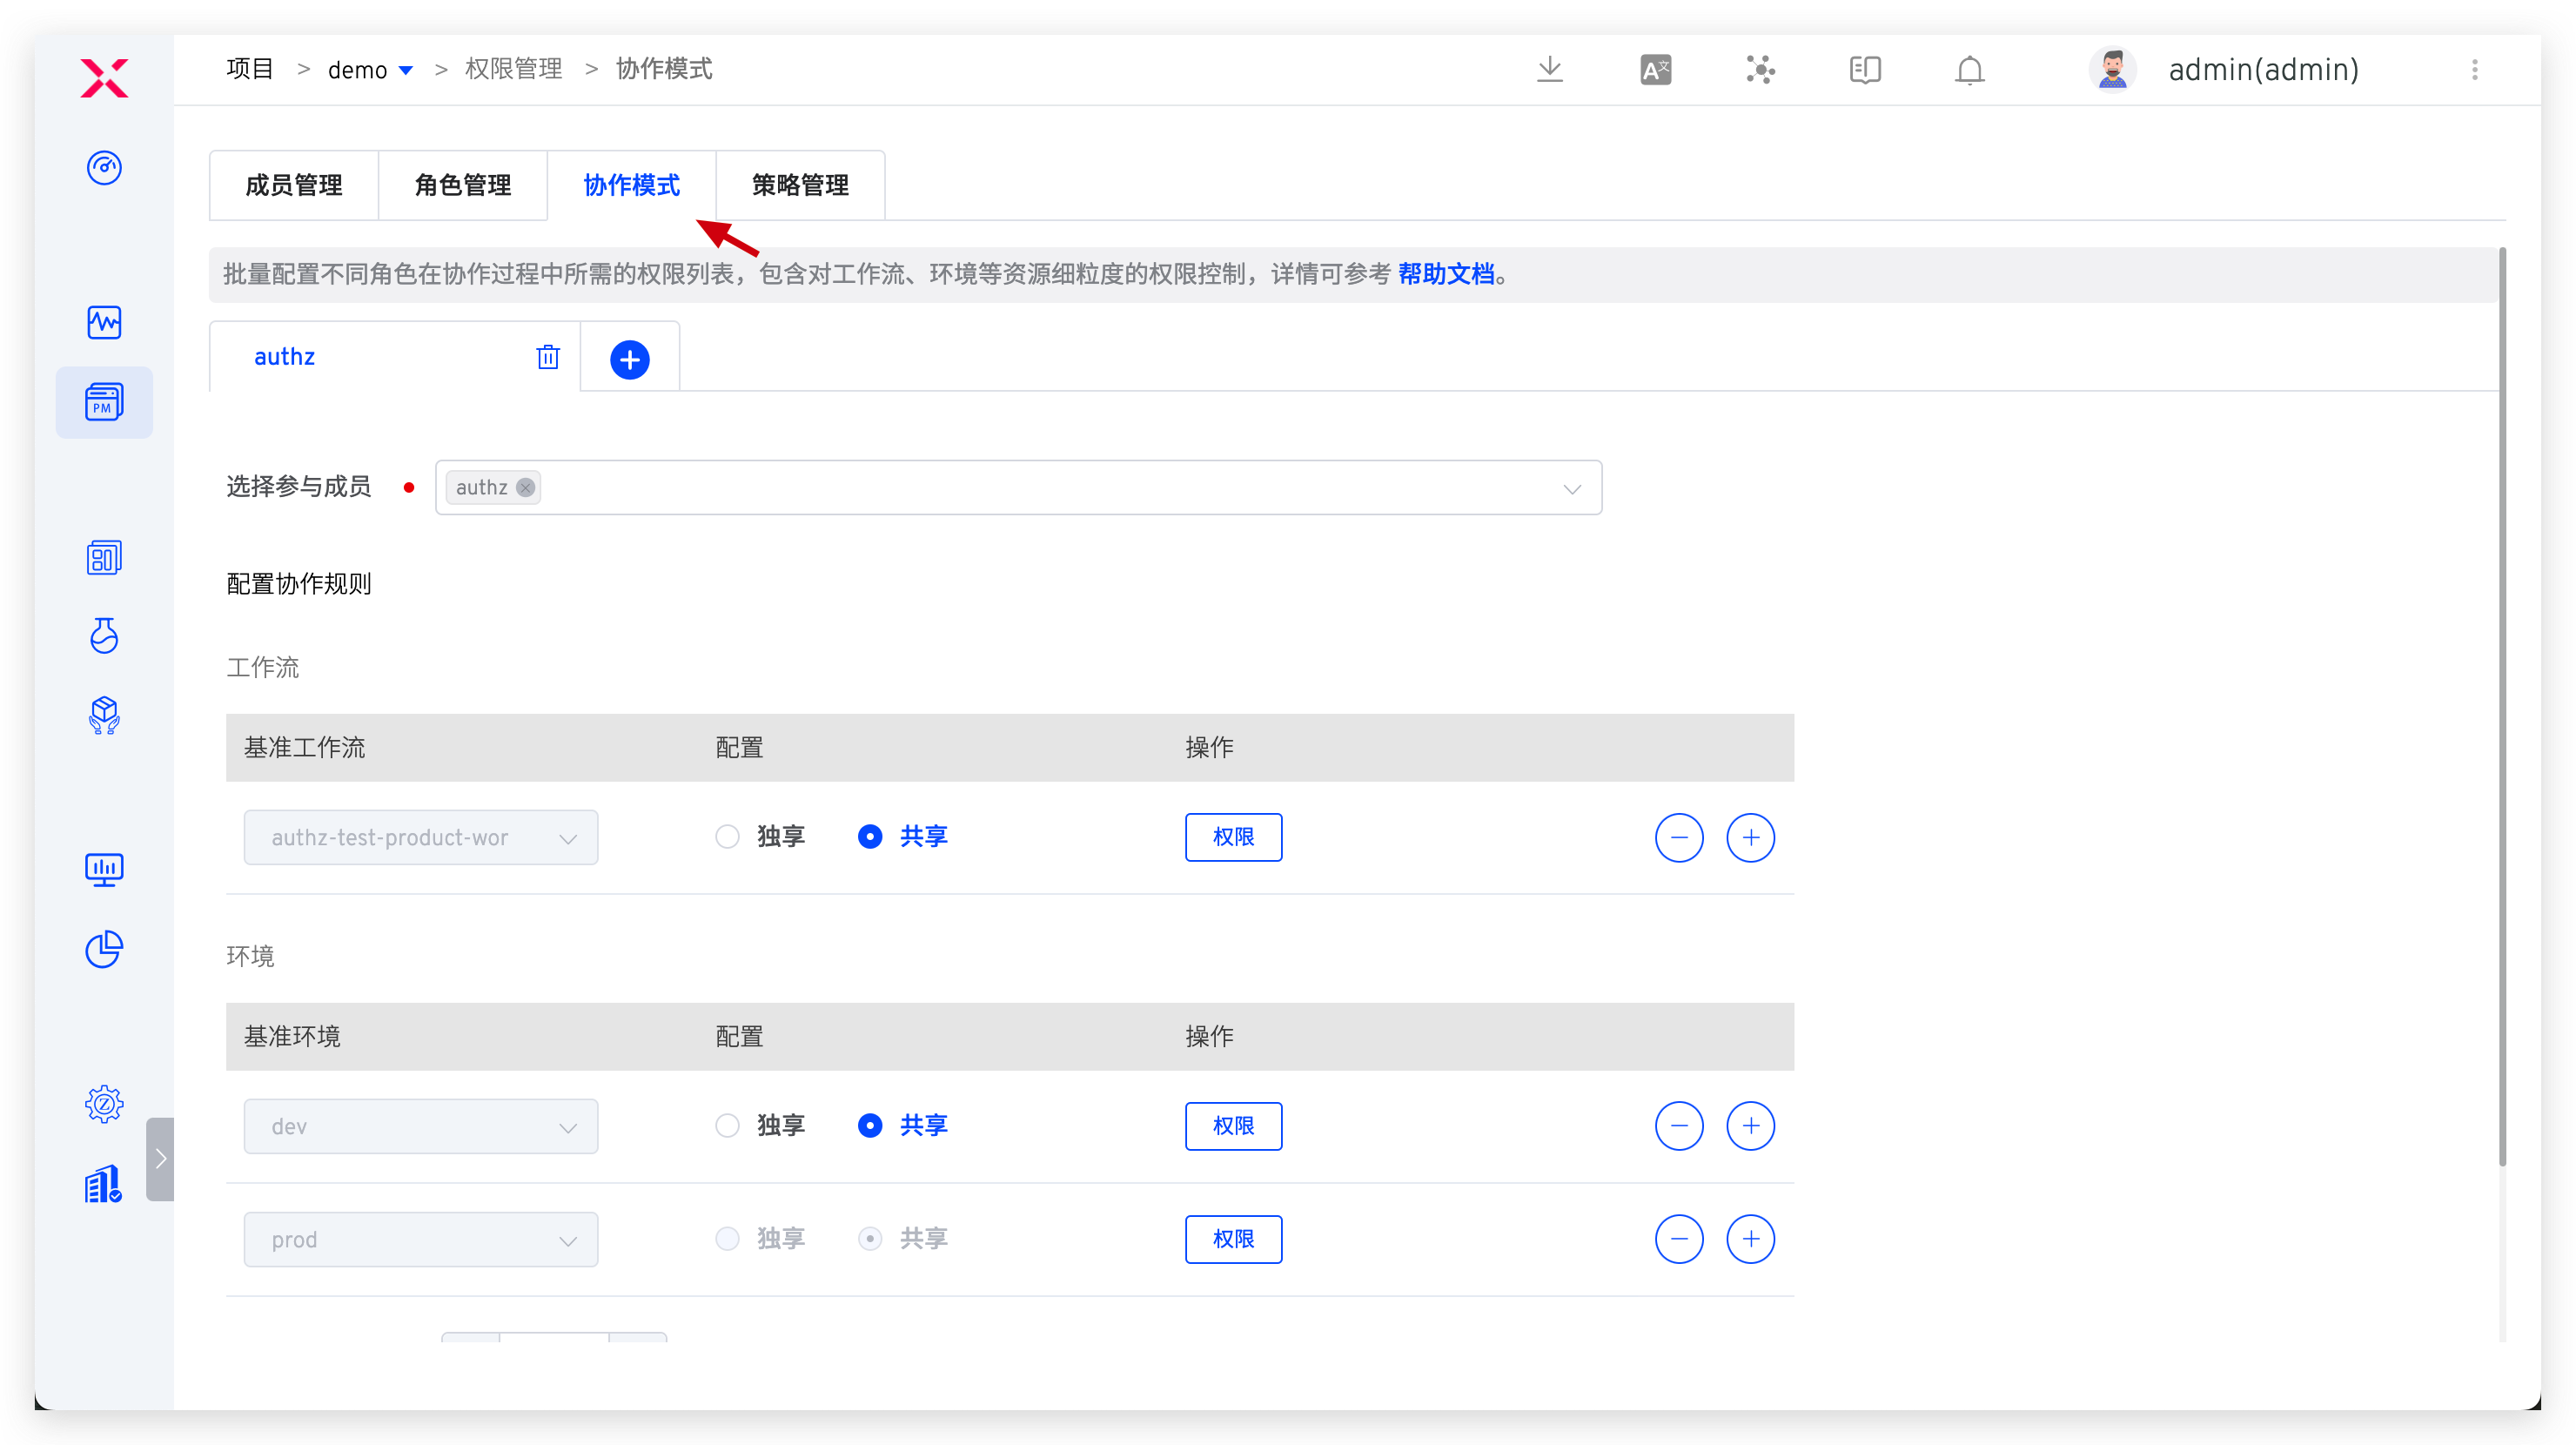 项目 > demo > 权限管理 > 协作模式
A文
admin(admin)
成员管理 角色管理 协作模式 策略管理
批量配置不同角色在协作过程中所需的权限列表，包含对工作流、环境等资源细粒度的权限控制，详情可参考 帮助文档。
authz
PM
选择参与成员 authz
配置协作规则
工作流
基准工作流 配置 操作
authz-test-product-wor 独享 共享 权限
环境
基准环境 配置 操作
dev 独享 共享 权限
Z
prod 独享 共享 权限